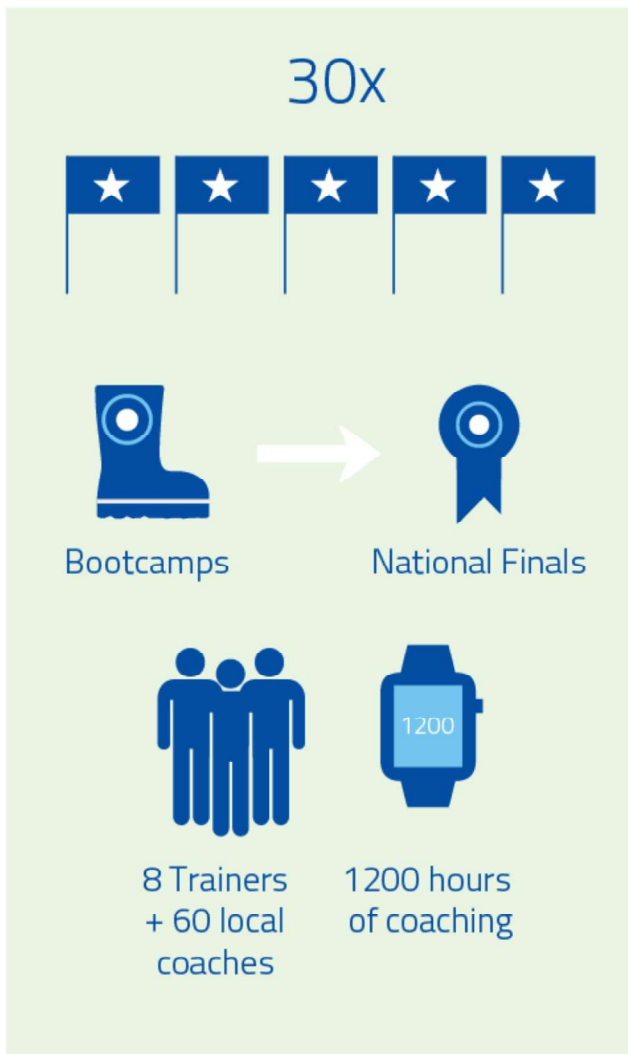 30x
Bootcamps
National Finals
1200
8 Trainers
+ 60 local
coaches
1200 hours
of coaching